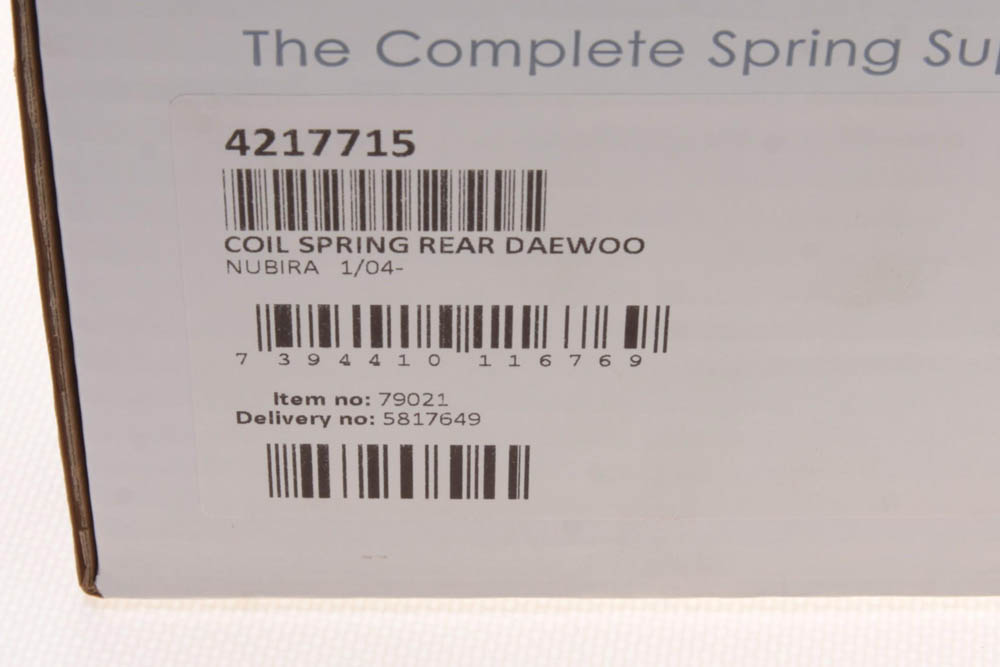 The Complete Spring Su
4217715
COIL SPRING REAR DAEWOO
NUBIRA 1/04-
7 394410 116769
Item no: 79021
Delivery no: 5817649